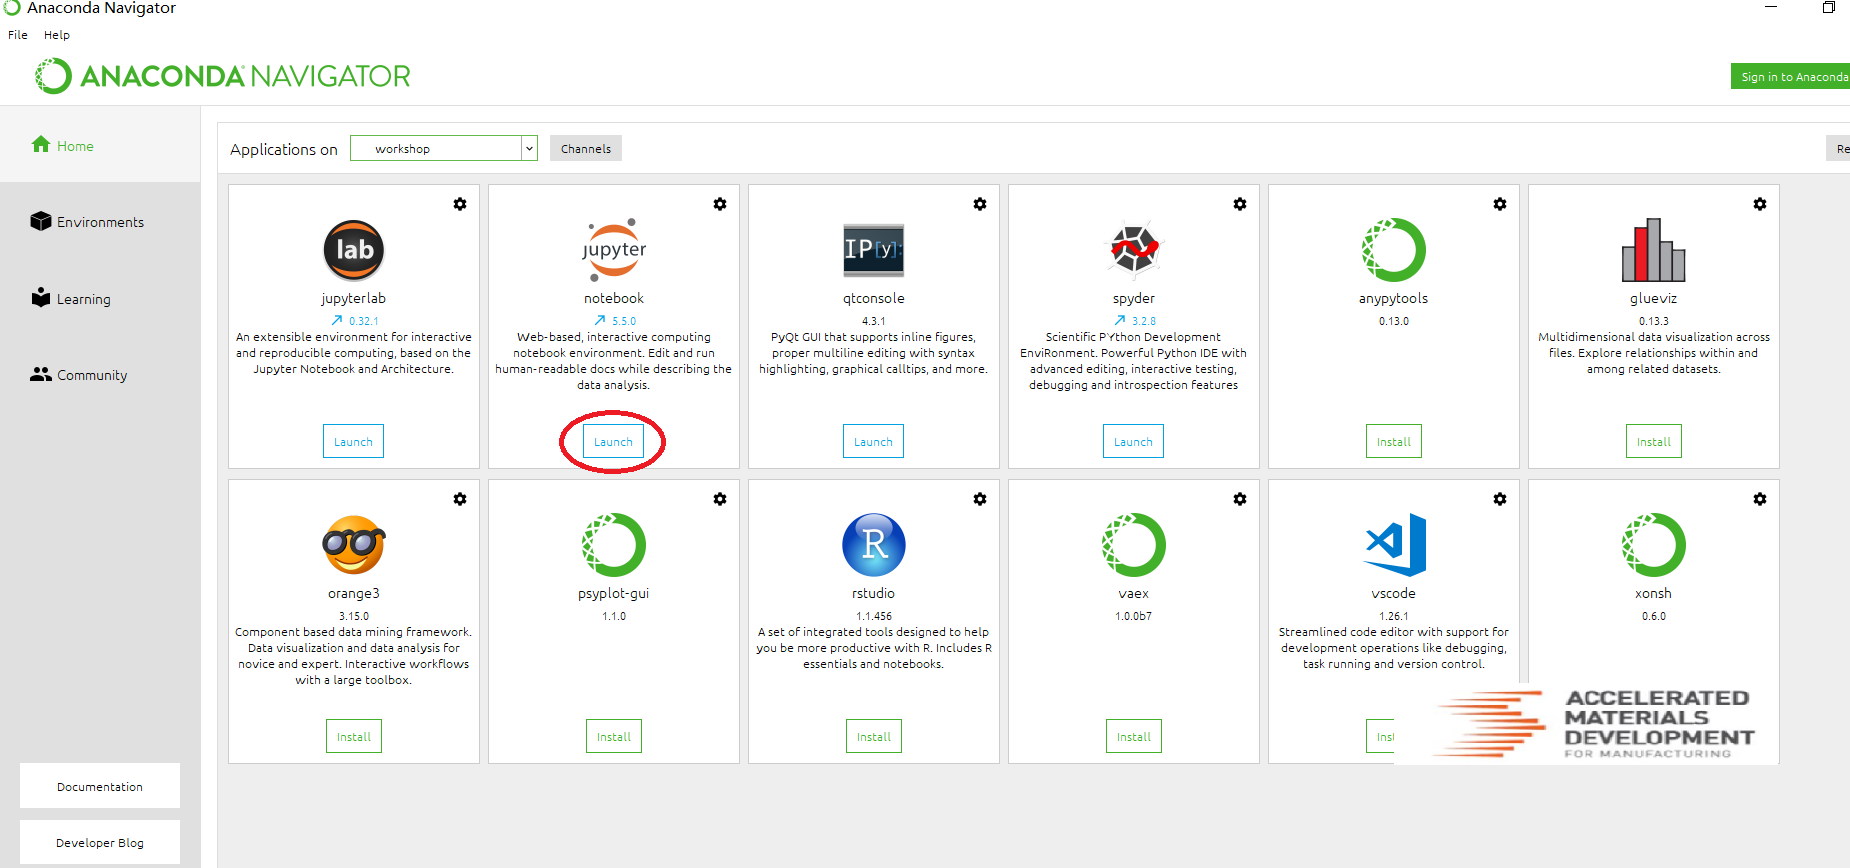 Anaconda Navigator
File Help
ANACONDA NAVIGATOR
Sign in to Anaconda
Home
Applications on workshop Channels
Re
Environments
Learning
Community
Documentation
Developer Blog
lab
jupyterlab
0.32.1
An extensible environment for interactive
and reproducible computing, based on the
Jupyter Notebook and Architecture.
Launch
jupyter
notebook
5.5.0
Web-based, interactive computing
notebook environment. Edit and run
human-readable docs while describing the
data analysis.
Launch
IP[y]:
qtconsole
4.3.1
PyQt GUI that supports inline figures,
proper multiline editing with syntax
highlighting, graphical calltips, and more.
Launch
spyder
3.2.8
Scientific PYthon Development
EnviRonment. Powerful Python IDE with
advanced editing, interactive testing,
debugging and introspection features
Launch
anypytools
0.13.0
Install
glueviz
0.13.3
Multidimensional data visualization across
files. Explore relationships within and
among related datasets.
Install
orange3
3.15.0
Component based data mining framework.
Data visualization and data analysis for
novice and expert. Interactive workflows
with a large toolbox.
Install
psyplot-gui
1.1.0
Install
R
rstudio
1.1.456
A set of integrated tools designed to help
you be more productive with R. Includes R
essentials and notebooks.
Install
vaex
1.0.0b7
Install
vscode
1.26.1
Streamlined code editor with support for
development operations like debugging,
task running and version control.
Inst
xonsh
0.6.0
ACCELERATED
MATERIALS
DEVELOPMENT
FOR MANUFACTURING